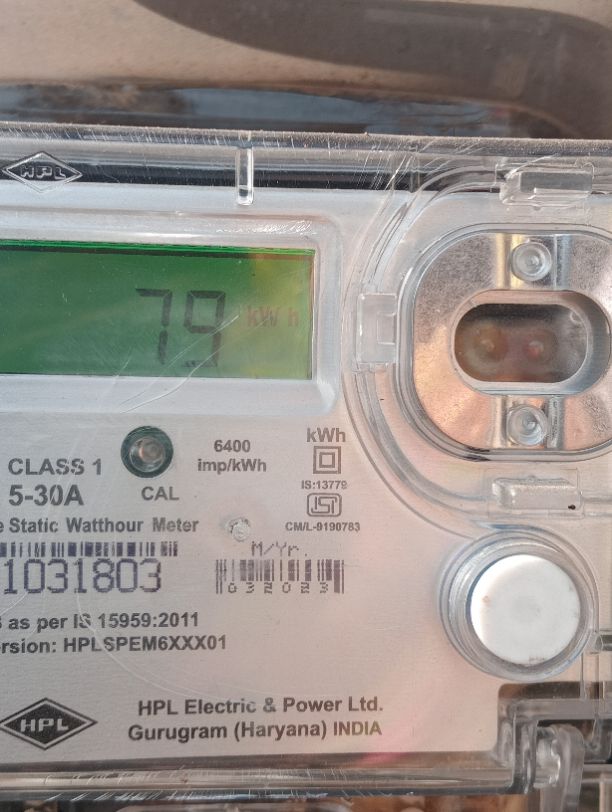 HPL
79 kWh
6400
imp/kWh
kWh
CLASS 1
5-30A
CAL
IS:13779
ISI
CM/L-9190783
e Static Watthour Meter
M/Yr.
1031803
032023
as per IS 15959:2011
rsion: HPLSPEM6XXX01
HPL
HPL Electric & Power Ltd.
Gurugram (Haryana) INDIA